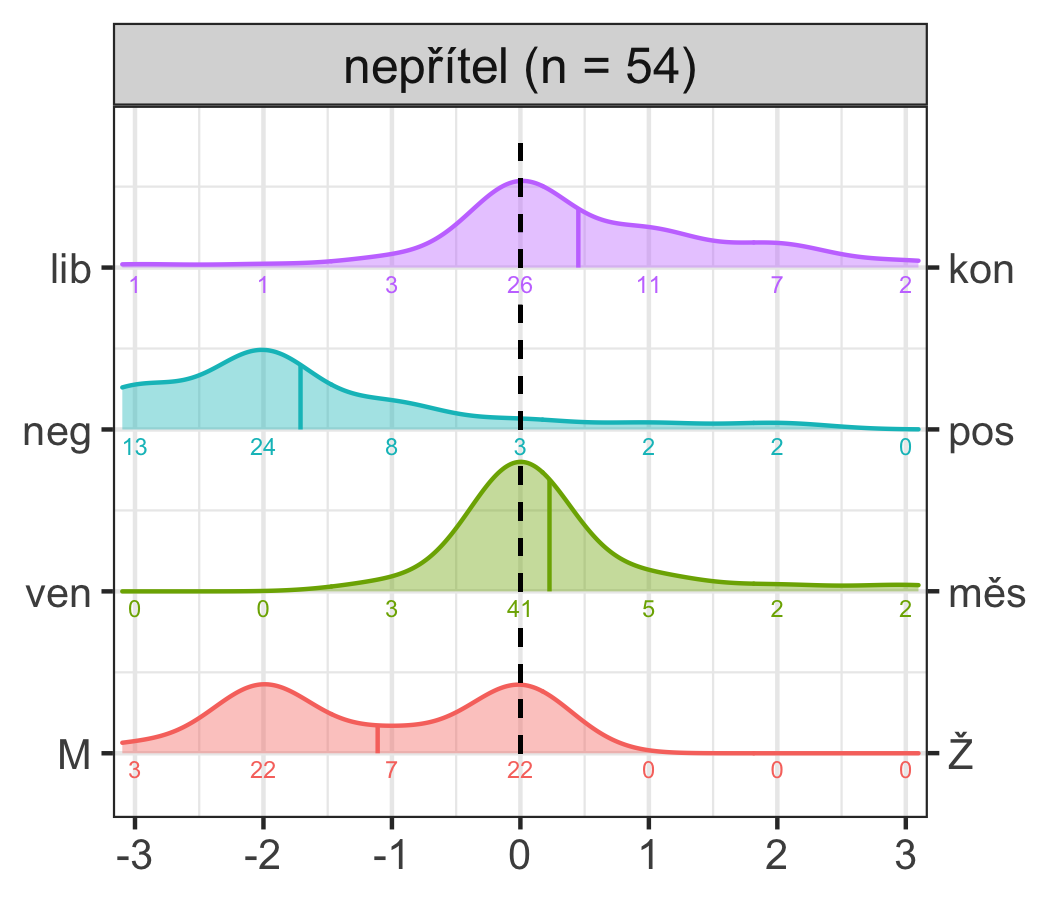 nepřítel (n = 54)
lib kon
1 1 3 26 11 7 2
neg pos
13 24 8 3 2 2 0
ven měs
0 0 3 41 5 2 2
M Ž
3 22 7 22 0 0 0
-3 -2 -1 0 1 2 3